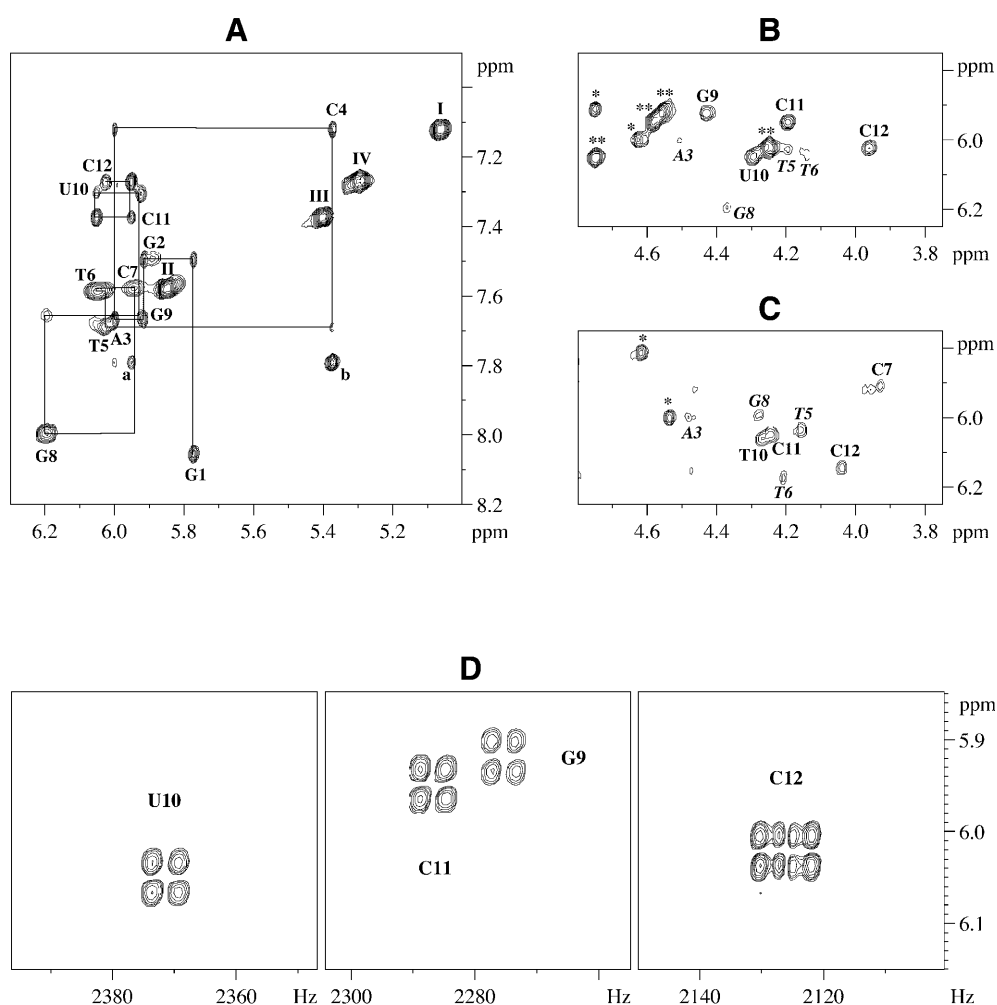 A
B
C
D
ppm
7.2
7.4
7.6
7.8
8.0
8.2
6.2 6.0 5.8 5.6 5.4 5.2 ppm
C4
I
C12
IV
U10
III
C11
G2
T6 C7 II
G9
A3
T5
a
b
G8
G1
ppm
6.0
6.2
4.6 4.4 4.2 4.0 3.8 ppm
* ** G9 C11
** * ** C12
A3 U10 T5 T6
G8
ppm
6.0
6.2
4.6 4.4 4.2 4.0 3.8 ppm
*
C7
* G8 T5
A3 T10 C11 C12
T6
U10
2380 2360 Hz
G9
C11
2300 2280 Hz
C12
2140 2120 Hz
ppm
5.9
6.0
6.1